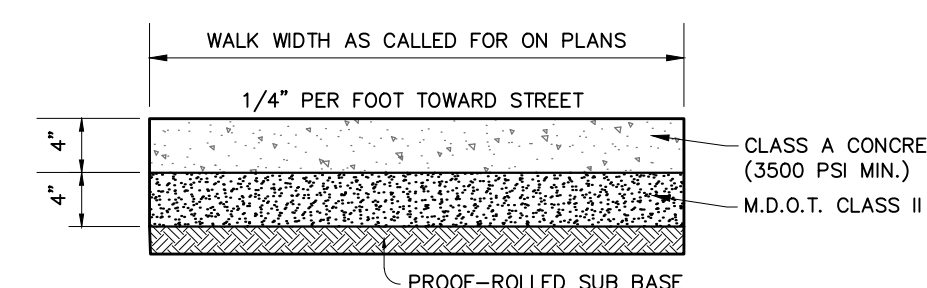 WALK WIDTH AS CALLED FOR ON PLANS
1/4" PER FOOT TOWARD STREET
4"
4"
CLASS A CONCRE
(3500 PSI MIN.)
M.D.O.T. CLASS II
PROOF-ROLLED SUB BASE